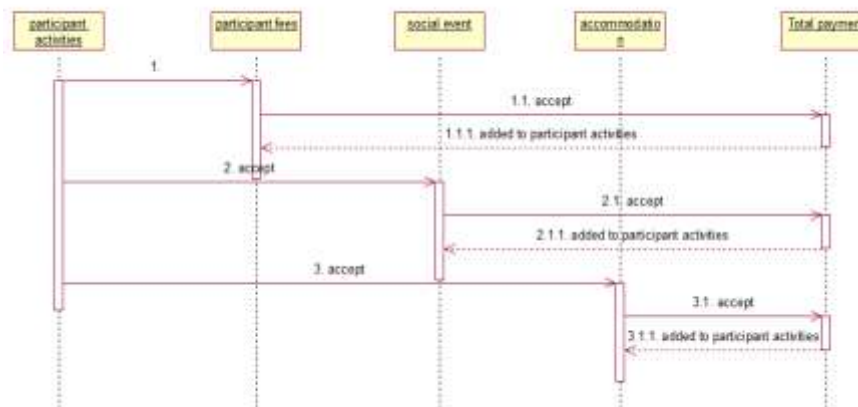 participant
activities
participant fees
social event
accommodatio
n
Total payment
1.
1.1. accept
1.1.1. added to participant activities
2. accept
2.1. accept
2.1.1. added to participant activities
3. accept
3.1. accept
3.1.1. added to participant activities